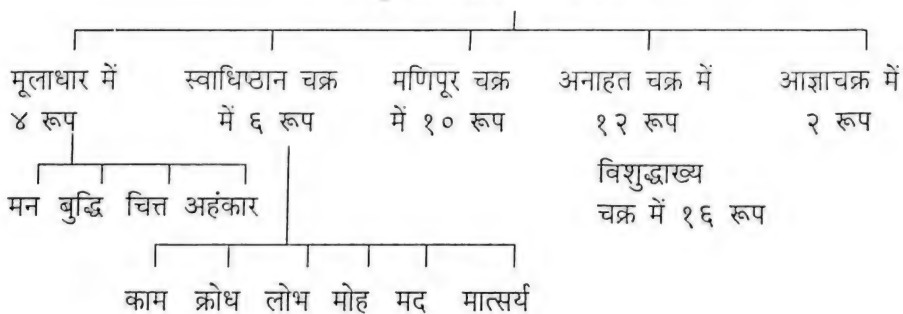 मूलाधार में स्वाधिष्ठान चक्र मणिपूर चक्र अनाहत चक्र में आज्ञाचक्र में
४ रूप में ६ रूप में १० रूप १२ रूप २ रूप
विशुद्धाख्य
मन बुद्धि चित्त अहंकार
चक्र में १६ रूप
काम क्रोध लोभ मोह मद मात्सर्य